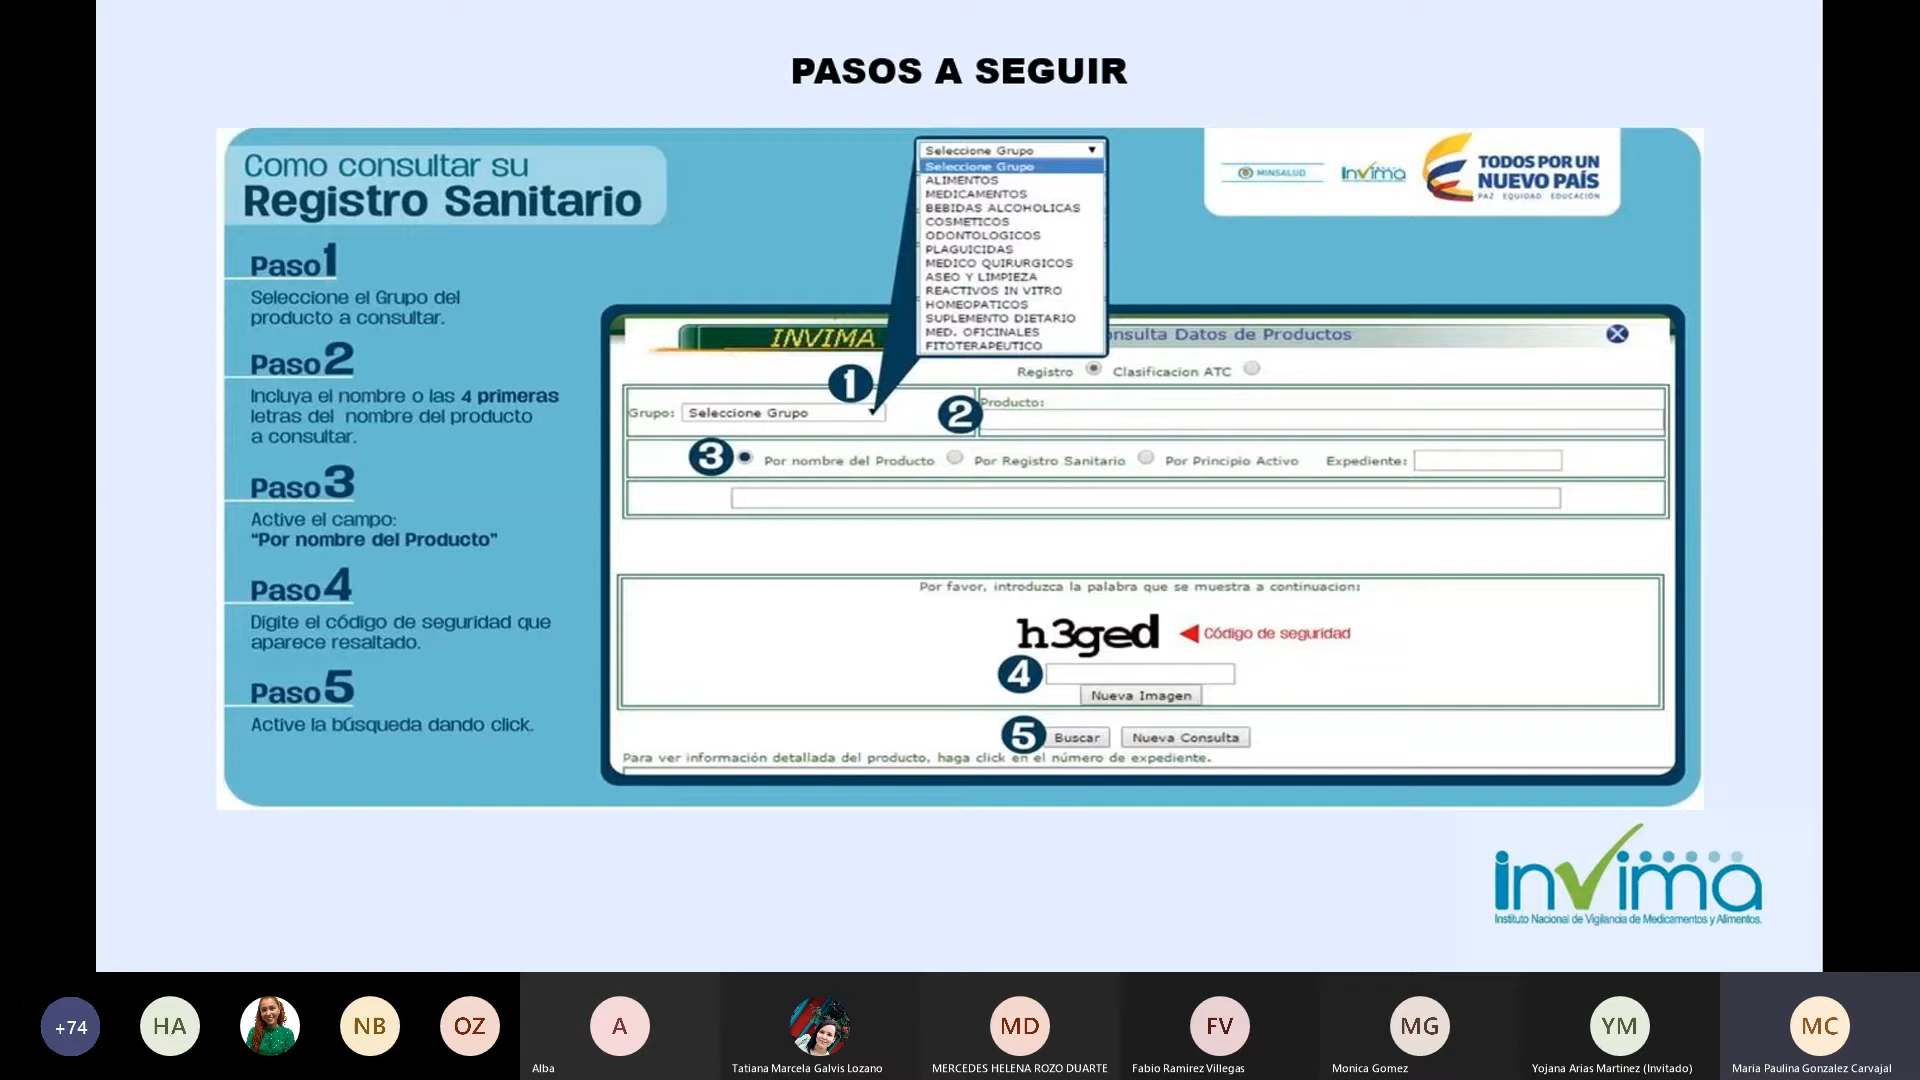 PASOS A SEGUIR
Como consultar su
Registro Sanitario
Paso1
Seleccione el Grupo del
producto a consultar.
Paso2
Incluya el nombre o las 4 primeras
letras del nombre del producto
a consultar.
Paso3
Active el campo:
“Por nombre del Producto”
Paso4
Digite el código de seguridad que
aparece resaltado.
Paso5
Active la búsqueda dando click.
Seleccione Grupo
Seleccione Grupo
ALIMENTOS
MEDICAMENTOS
BEBIDAS ALCOHOLICAS
COSMETICOS
ODONTOLOGICOS
PLAGUICIDAS
MEDICO QUIRURGICOS
ASEO Y LIMPIEZA
REACTIVOS IN VITRO
HOMEOPATICOS
SUPLEMENTO DIETARIO
MED. OFICINALES
FITOTERAPEUTICO
MINSALUD
invima
TODOS POR UN
NUEVO PAÍS
PAZ EQUIDAD EDUCACIÓN
INVIMA
onsulta Datos de Productos
Registro Clasificacion ATC
1
Grupo: Seleccione Grupo
2
Producto:
3
Por nombre del Producto Por Registro Sanitario Por Principio Activo Expediente:
Por favor, introduzca la palabra que se muestra a continuacion:
h3ged
Código de seguridad
4
Nueva Imagen
5
Buscar Nueva Consulta
Para ver información detallada del producto, haga click en el número de expediente.
invima
Instituto Nacional de Vigilancia de Medicamentos y Alimentos.
+74
HA
NB
OZ
A
MD
FV
MG
YM
MC
Alba
Tatiana Marcela Galvis Lozano
MERCEDES HELENA ROZO DUARTE
Fabio Ramirez Villegas
Monica Gomez
Yojana Arias Martinez (Invitado)
Maria Paulina Gonzalez Carvajal